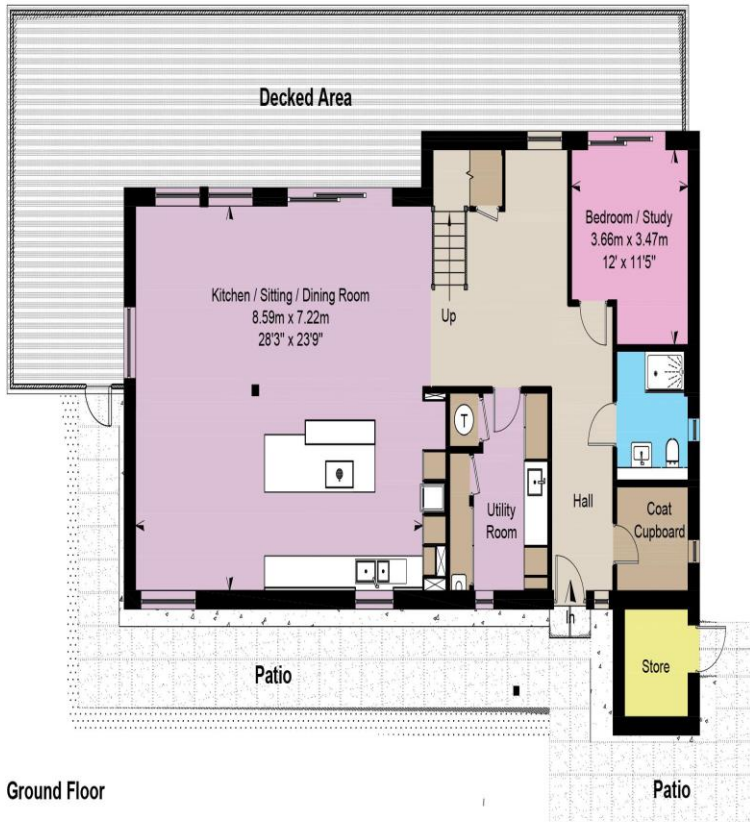 Decked Area
Bedroom / Study
3.66m x 3.47m
12' x 11'5"
Kitchen / Sitting / Dining Room
8.59m x 7.22m
28'3" x 23'9"
Up
T
Utility
Room
Hall
Coat
Cupboard
In
Store
Patio
Ground Floor
Patio